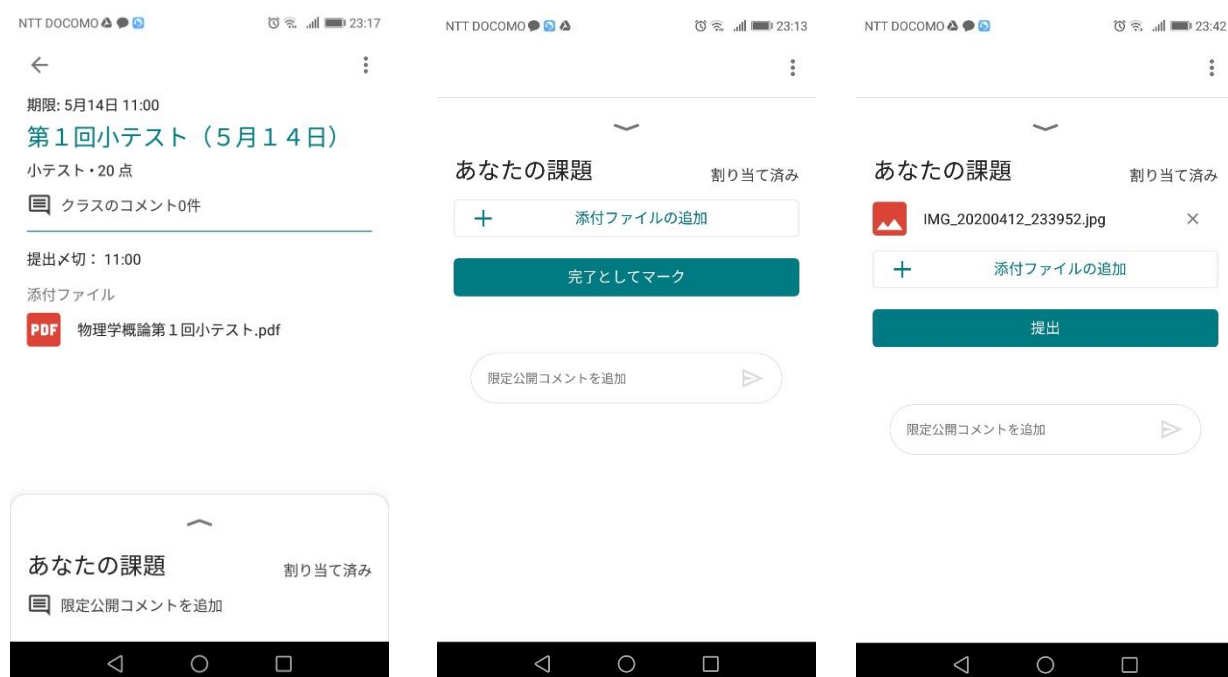 NTT DOCOMO 23:17
期限: 5月14日 11:00
第１回小テスト（５月１４日）
小テスト・20 点
クラスのコメント0件
提出〆切： 11:00
添付ファイル
PDF 物理学概論第１回小テスト.pdf
あなたの課題 割り当て済み
限定公開コメントを追加
NTT DOCOMO 23:13
あなたの課題 割り当て済み
+ 添付ファイルの追加
完了としてマーク
限定公開コメントを追加
NTT DOCOMO 23:42
あなたの課題 割り当て済み
IMG_20200412_233952.jpg ×
+ 添付ファイルの追加
提出
限定公開コメントを追加